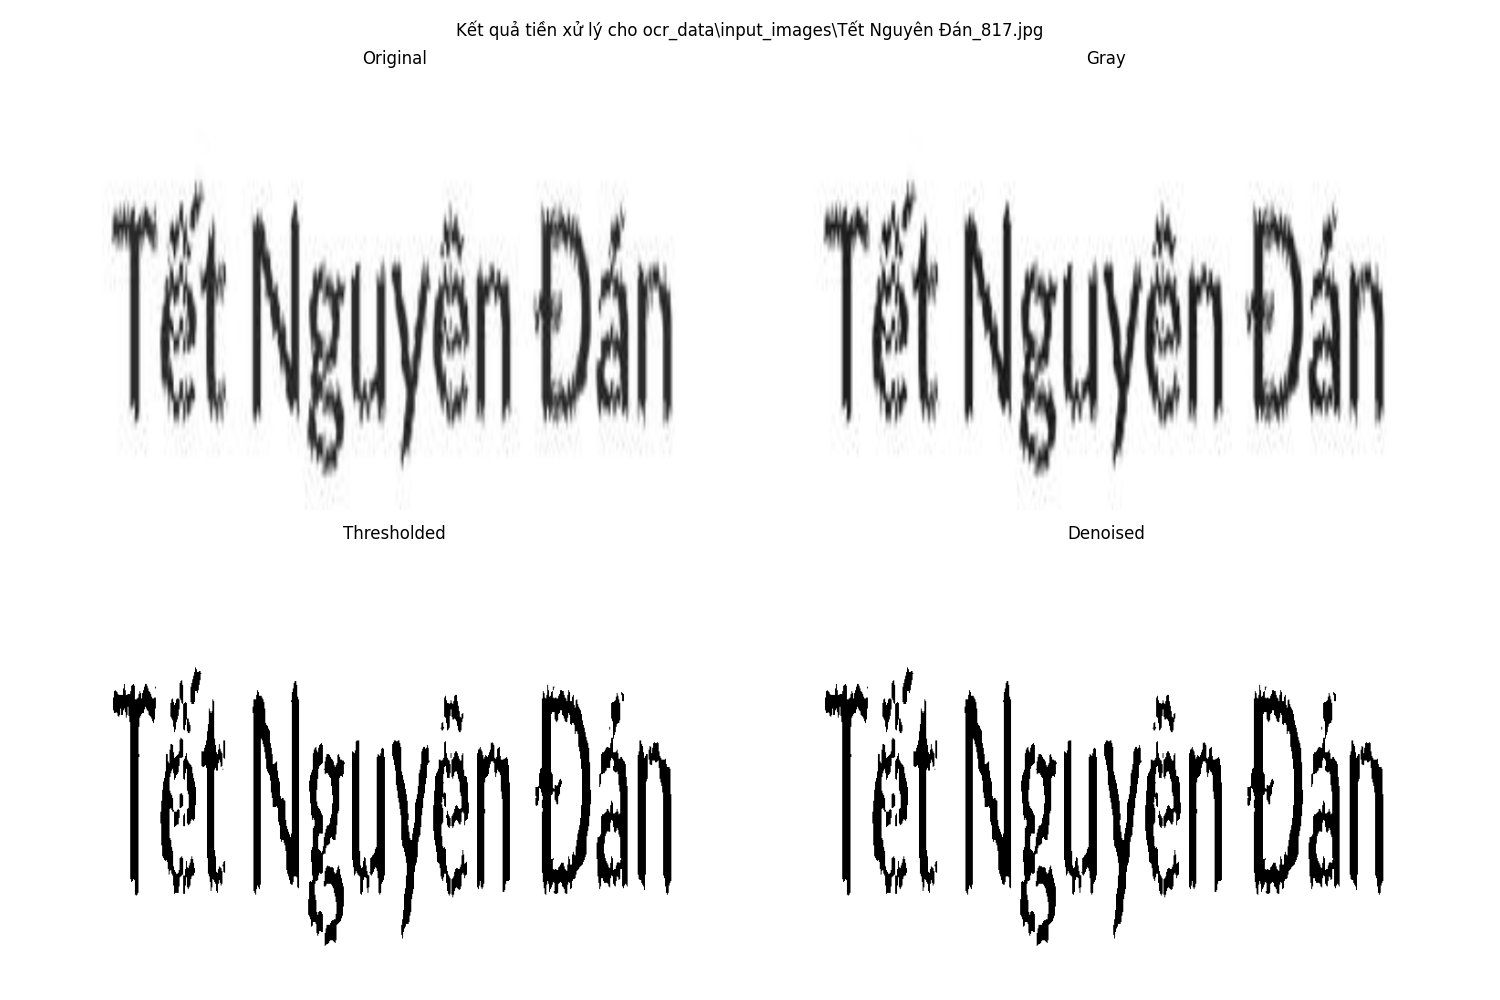 Kết quả tiền xử lý cho ocr_data\input_images\Tết Nguyên Đán_817.jpg
Original
Gray
Tết Nguyên Đán
Tết Nguyên Đán
Thresholded
Denoised
Tết Nguyên Đán
Tết Nguyên Đán